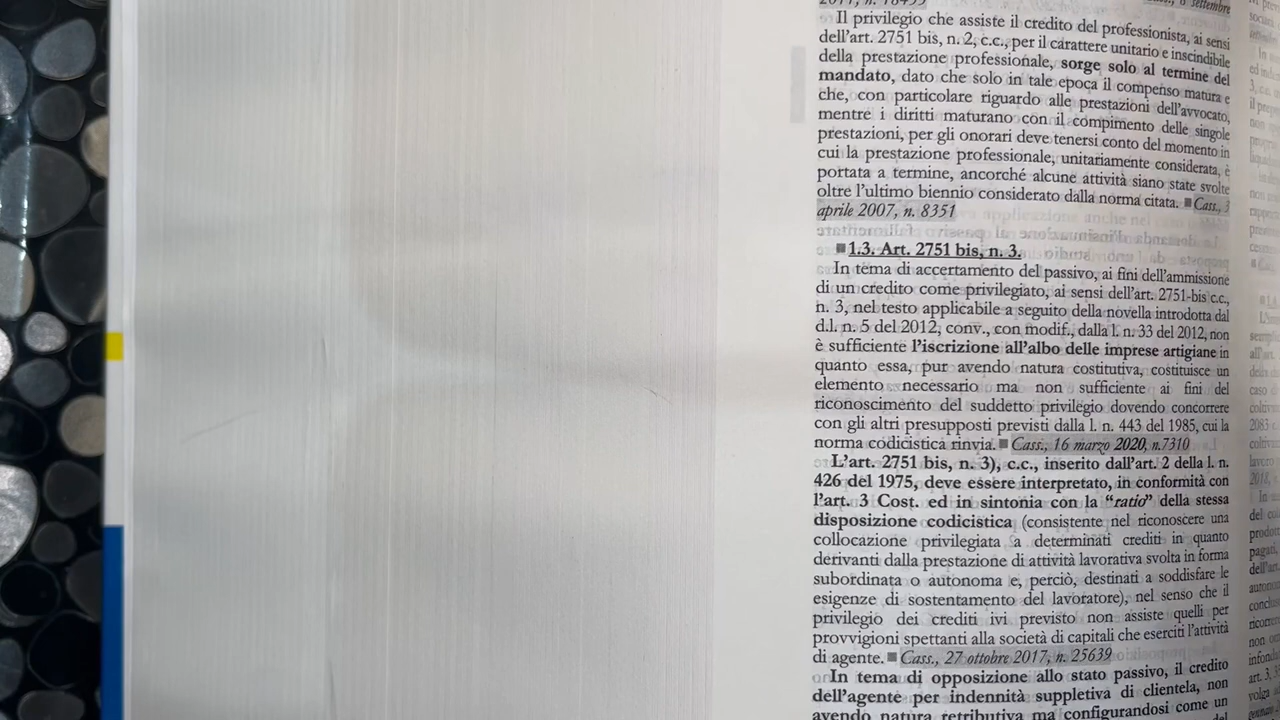 2017, n. 18453
settembre
Il privilegio che assiste il credito del professionista, ai sensi
dell'art. 2751 bis, n. 2, c.c., per il carattere unitario e inscindibile
della prestazione professionale, sorge solo al termine del
mandato, dato che solo in tale epoca il compenso matura e
che, con particolare riguardo alle prestazioni dell'avvocato,
mentre i diritti maturano con il compimento delle singole
prestazioni, per gli onorari deve tenersi conto del momento in
cui la prestazione professionale, unitariamente considerata, è
portata a termine, ancorché alcune attività siano state svolte
oltre l'ultimo biennio considerato dalla norma citata. ■ Cass., 3
aprile 2007, n. 8351
■ 1.3. Art. 2751 bis, n. 3.
In tema di accertamento del passivo, ai fini dell'ammissione
di un credito come privilegiato, ai sensi dell'art. 2751-bis c.c.,
n. 3, nel testo applicabile a seguito della novella introdotta dal
d.l. n. 5 del 2012, conv., con modif., dalla l. n. 33 del 2012, non
è sufficiente l'iscrizione all'albo delle imprese artigiane in
quanto essa, pur avendo natura costitutiva, costituisce un
elemento necessario ma non sufficiente ai fini del
riconoscimento del suddetto privilegio dovendo concorrere
con gli altri presupposti previsti dalla l. n. 443 del 1985, cui la
norma codicistica rinvia. ■ Cass., 16 marzo 2020, n.7310
L'art. 2751 bis, n. 3), c.c., inserito dall'art. 2 della l. n.
426 del 1975, deve essere interpretato, in conformità con
l'art. 3 Cost. ed in sintonia con la "ratio" della stessa
disposizione codicistica (consistente nel riconoscere una
collocazione privilegiata a determinati crediti in quanto
derivanti dalla prestazione di attività lavorativa svolta in forma
subordinata o autonoma e, perciò, destinati a soddisfare le
esigenze di sostentamento del lavoratore), nel senso che il
privilegio dei crediti ivi previsto non assiste quelli per
provvigioni spettanti alla società di capitali che eserciti l'attività
di agente. ■ Cass., 27 ottobre 2017, n. 25639
In tema di opposizione allo stato passivo, il credito
dell'agente per indennità suppletiva di clientela, non
avendo natura retributiva ma configurandosi come un